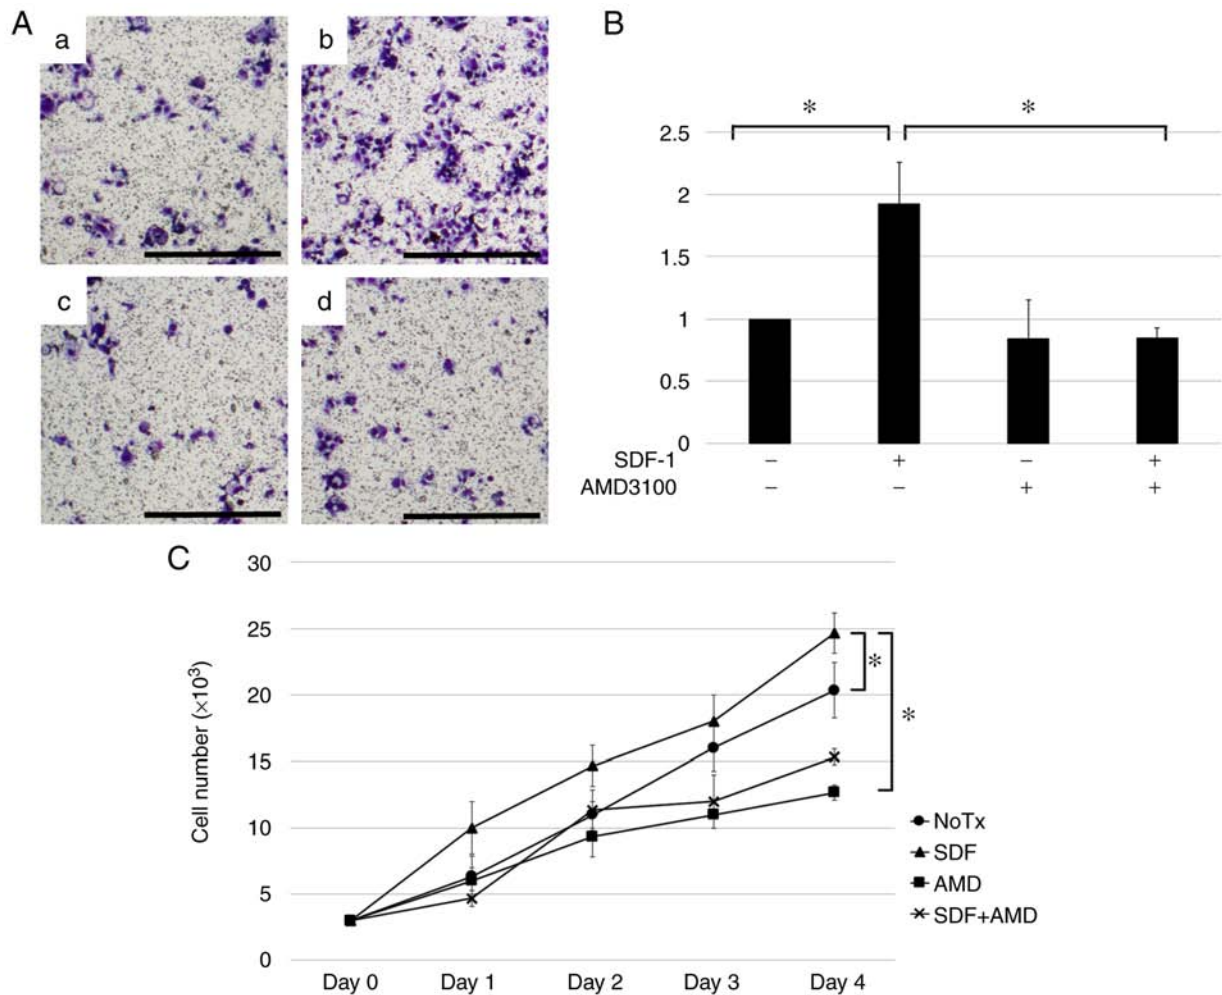 A
a
b
c
d
B
*
*
2.5
2
1.5
1
0.5
0
SDF-1 − + − +
AMD3100 − − + +
C
30
25
20
15
10
5
0
Cell number (×10³)
*
*
NoTx
SDF
AMD
SDF+AMD
Day 0 Day 1 Day 2 Day 3 Day 4